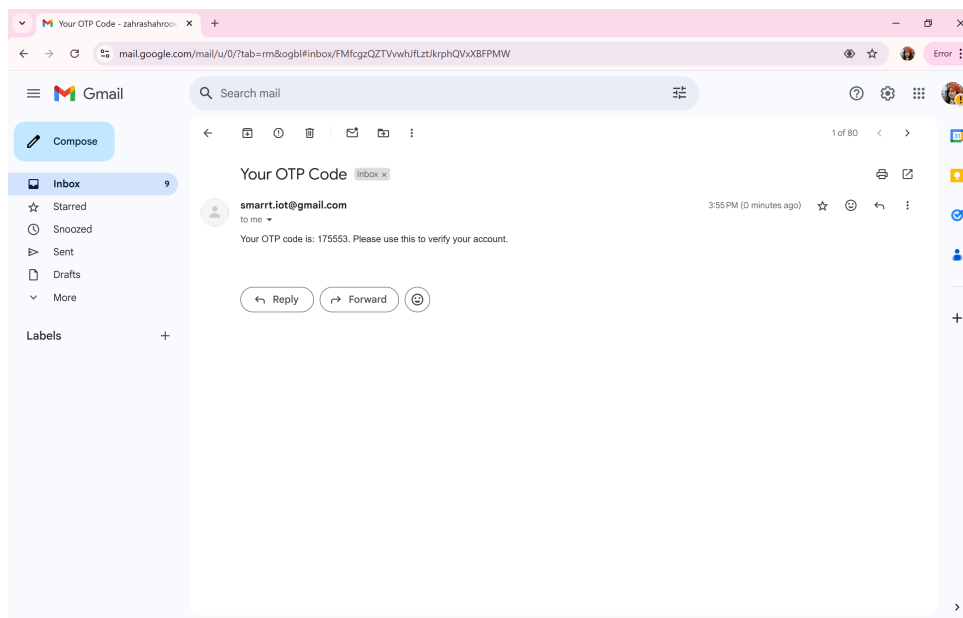 Your OTP Code - zahrashahroo
mail.google.com/mail/u/0/?tab=rm&ogbl#inbox/FMfcgzQZTVvwhJfLztJkrphQVxXBFPMW
Error
Gmail
Search mail
Compose
1 of 80
31
Your OTP Code
Inbox x
Inbox 9
smarrt.iot@gmail.com
3:55 PM (0 minutes ago)
to me
Starred
Snoozed
Your OTP code is: 175553. Please use this to verify your account.
Sent
Drafts
More
Reply
Forward
Labels